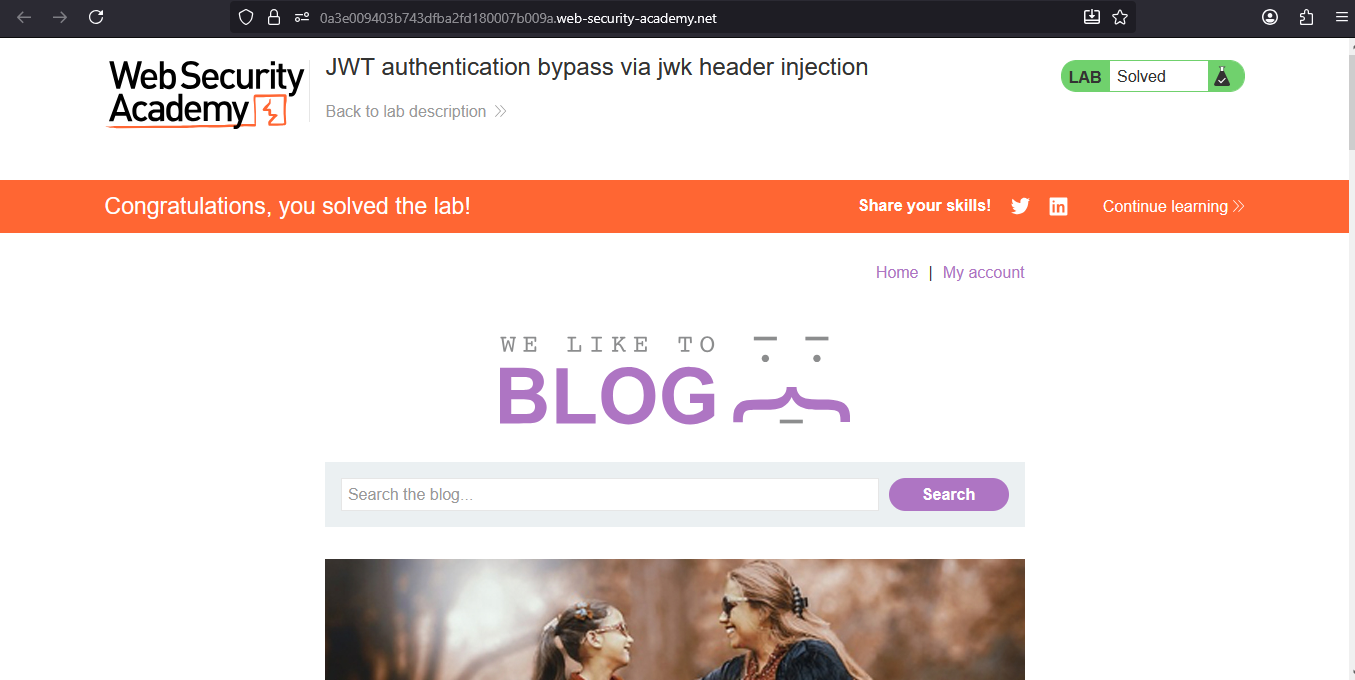 0a3e009403b743dfba2fd180007b009a.web-security-academy.net
Web Security
Academy
JWT authentication bypass via jwk header injection
Back to lab description
LAB Solved
Congratulations, you solved the lab!
Share your skills!
Continue learning
Home | My account
WE LIKE TO
BLOG
Search the blog...
Search